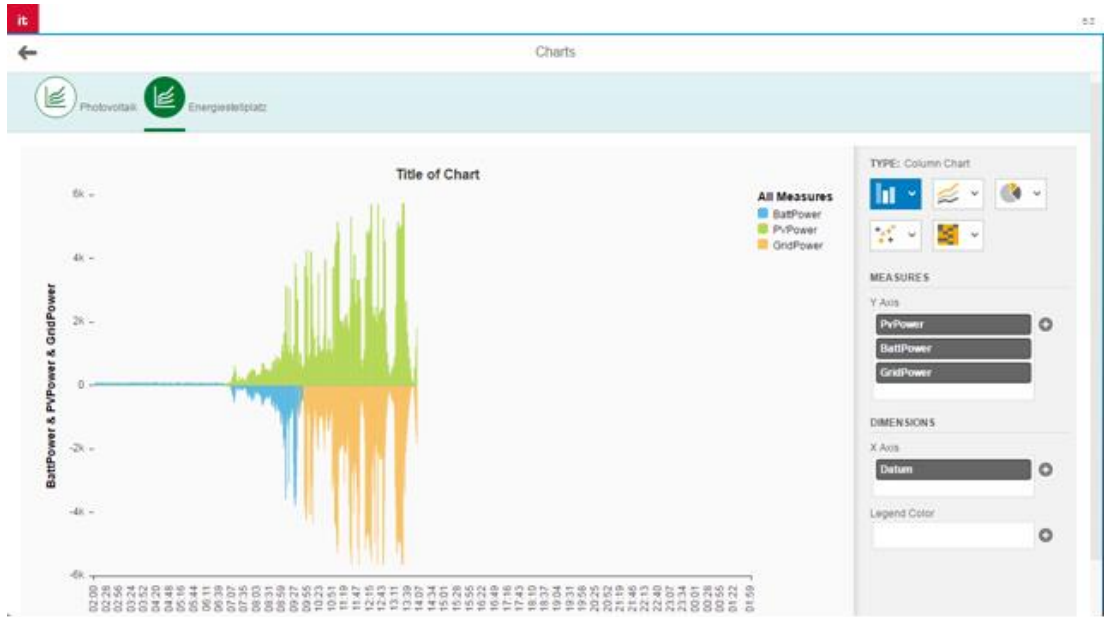 it
Charts
Photovoltaik
Energiestellplatz
Title of Chart
6k
4k
2k
0
-2k
-4k
-6k
BattPower & PVPower & GridPower
All Measures
BattPower
PVPower
GridPower
02:00
02:28
02:56
03:24
03:52
04:20
04:48
05:16
05:44
06:11
06:39
07:07
07:35
08:03
08:31
08:59
09:27
09:55
10:23
10:51
11:19
11:47
12:15
12:43
13:11
13:39
14:07
14:34
15:01
15:28
15:55
16:22
16:49
17:16
17:43
18:10
18:37
19:04
19:31
19:58
20:25
20:52
21:19
21:46
22:13
22:40
23:07
23:34
00:01
00:28
00:55
01:22
01:59
TYPE: Column Chart
MEASURES
Y Axis
PvPower
BattPower
GridPower
DIMENSIONS
X Axis
Datum
Legend Color